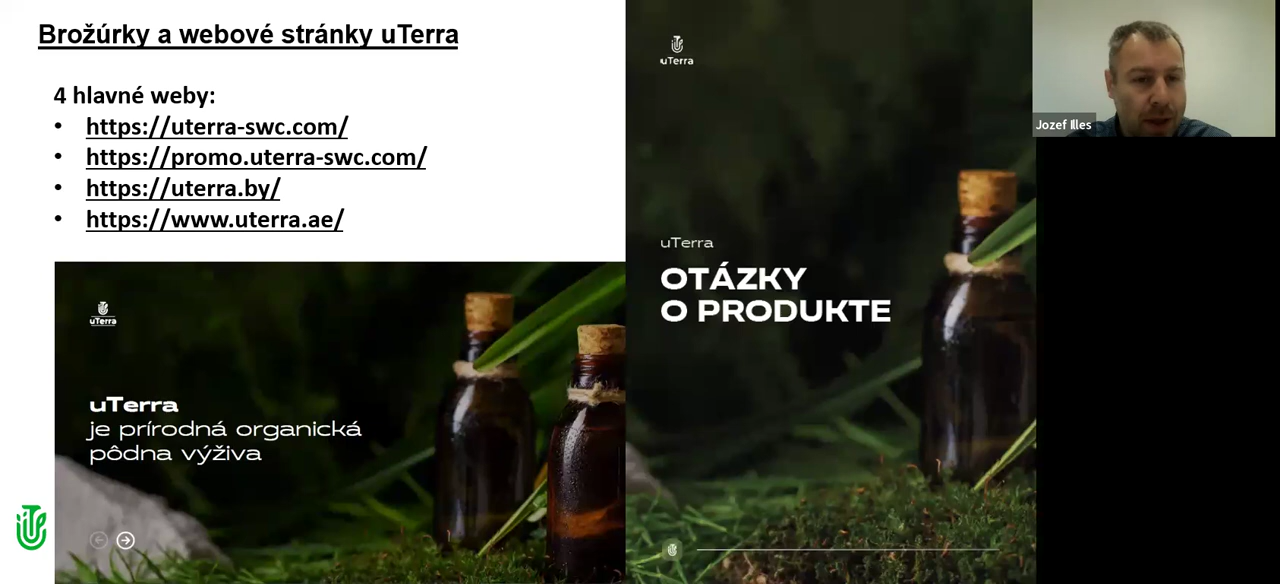 Brožúrky a webové stránky uTerra
4 hlavné weby:
• https://uterra-swc.com/
• https://promo.uterra-swc.com/
• https://uterra.by/
• https://www.uterra.ae/
uTerra
uTerra
je prírodná organická
pôdna výživa
uTerra
uTerra
OTÁZKY
O PRODUKTE
Jozef Illes